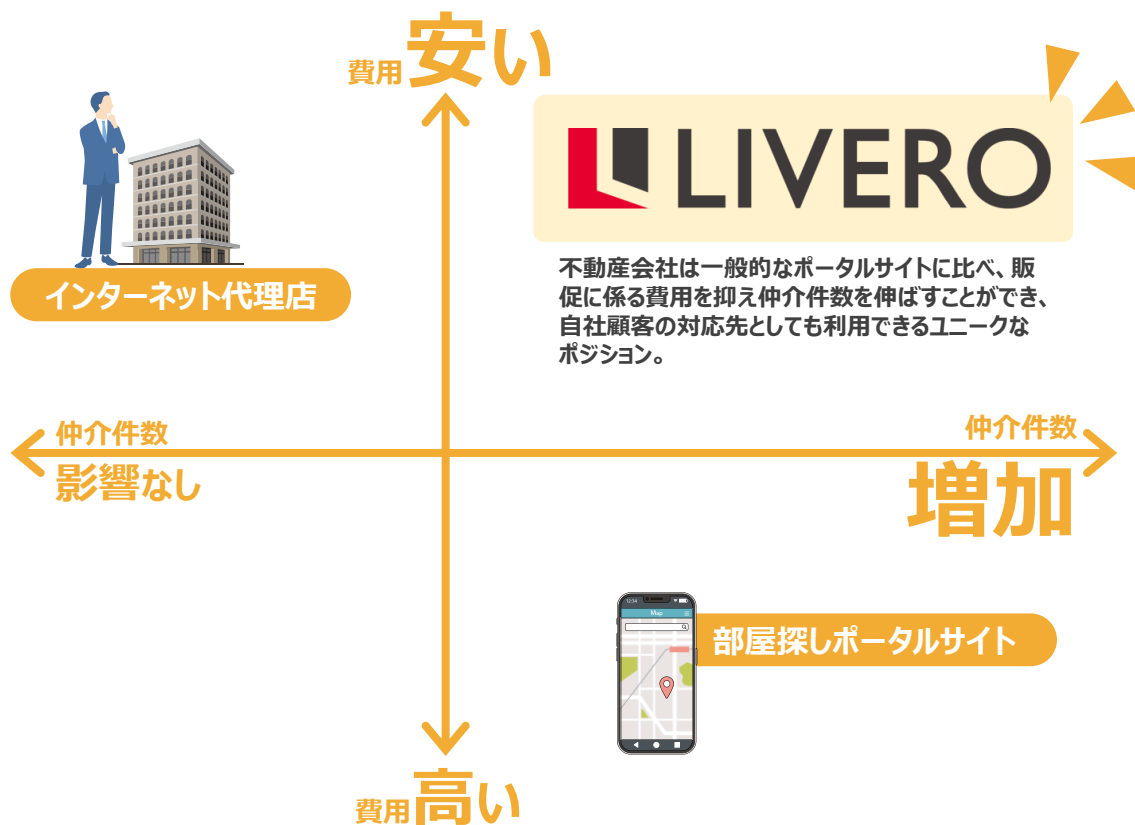 費用安い
LIVERO
不動産会社は一般的なポータルサイトに比べ、販
促に係る費用を抑え仲介件数を伸ばすことができ、
自社顧客の対応先としても利用できるユニークな
ポジション。
インターネット代理店
仲介件数
影響なし
仲介件数
増加
12:04
Map
部屋探しポータルサイト
費用高い